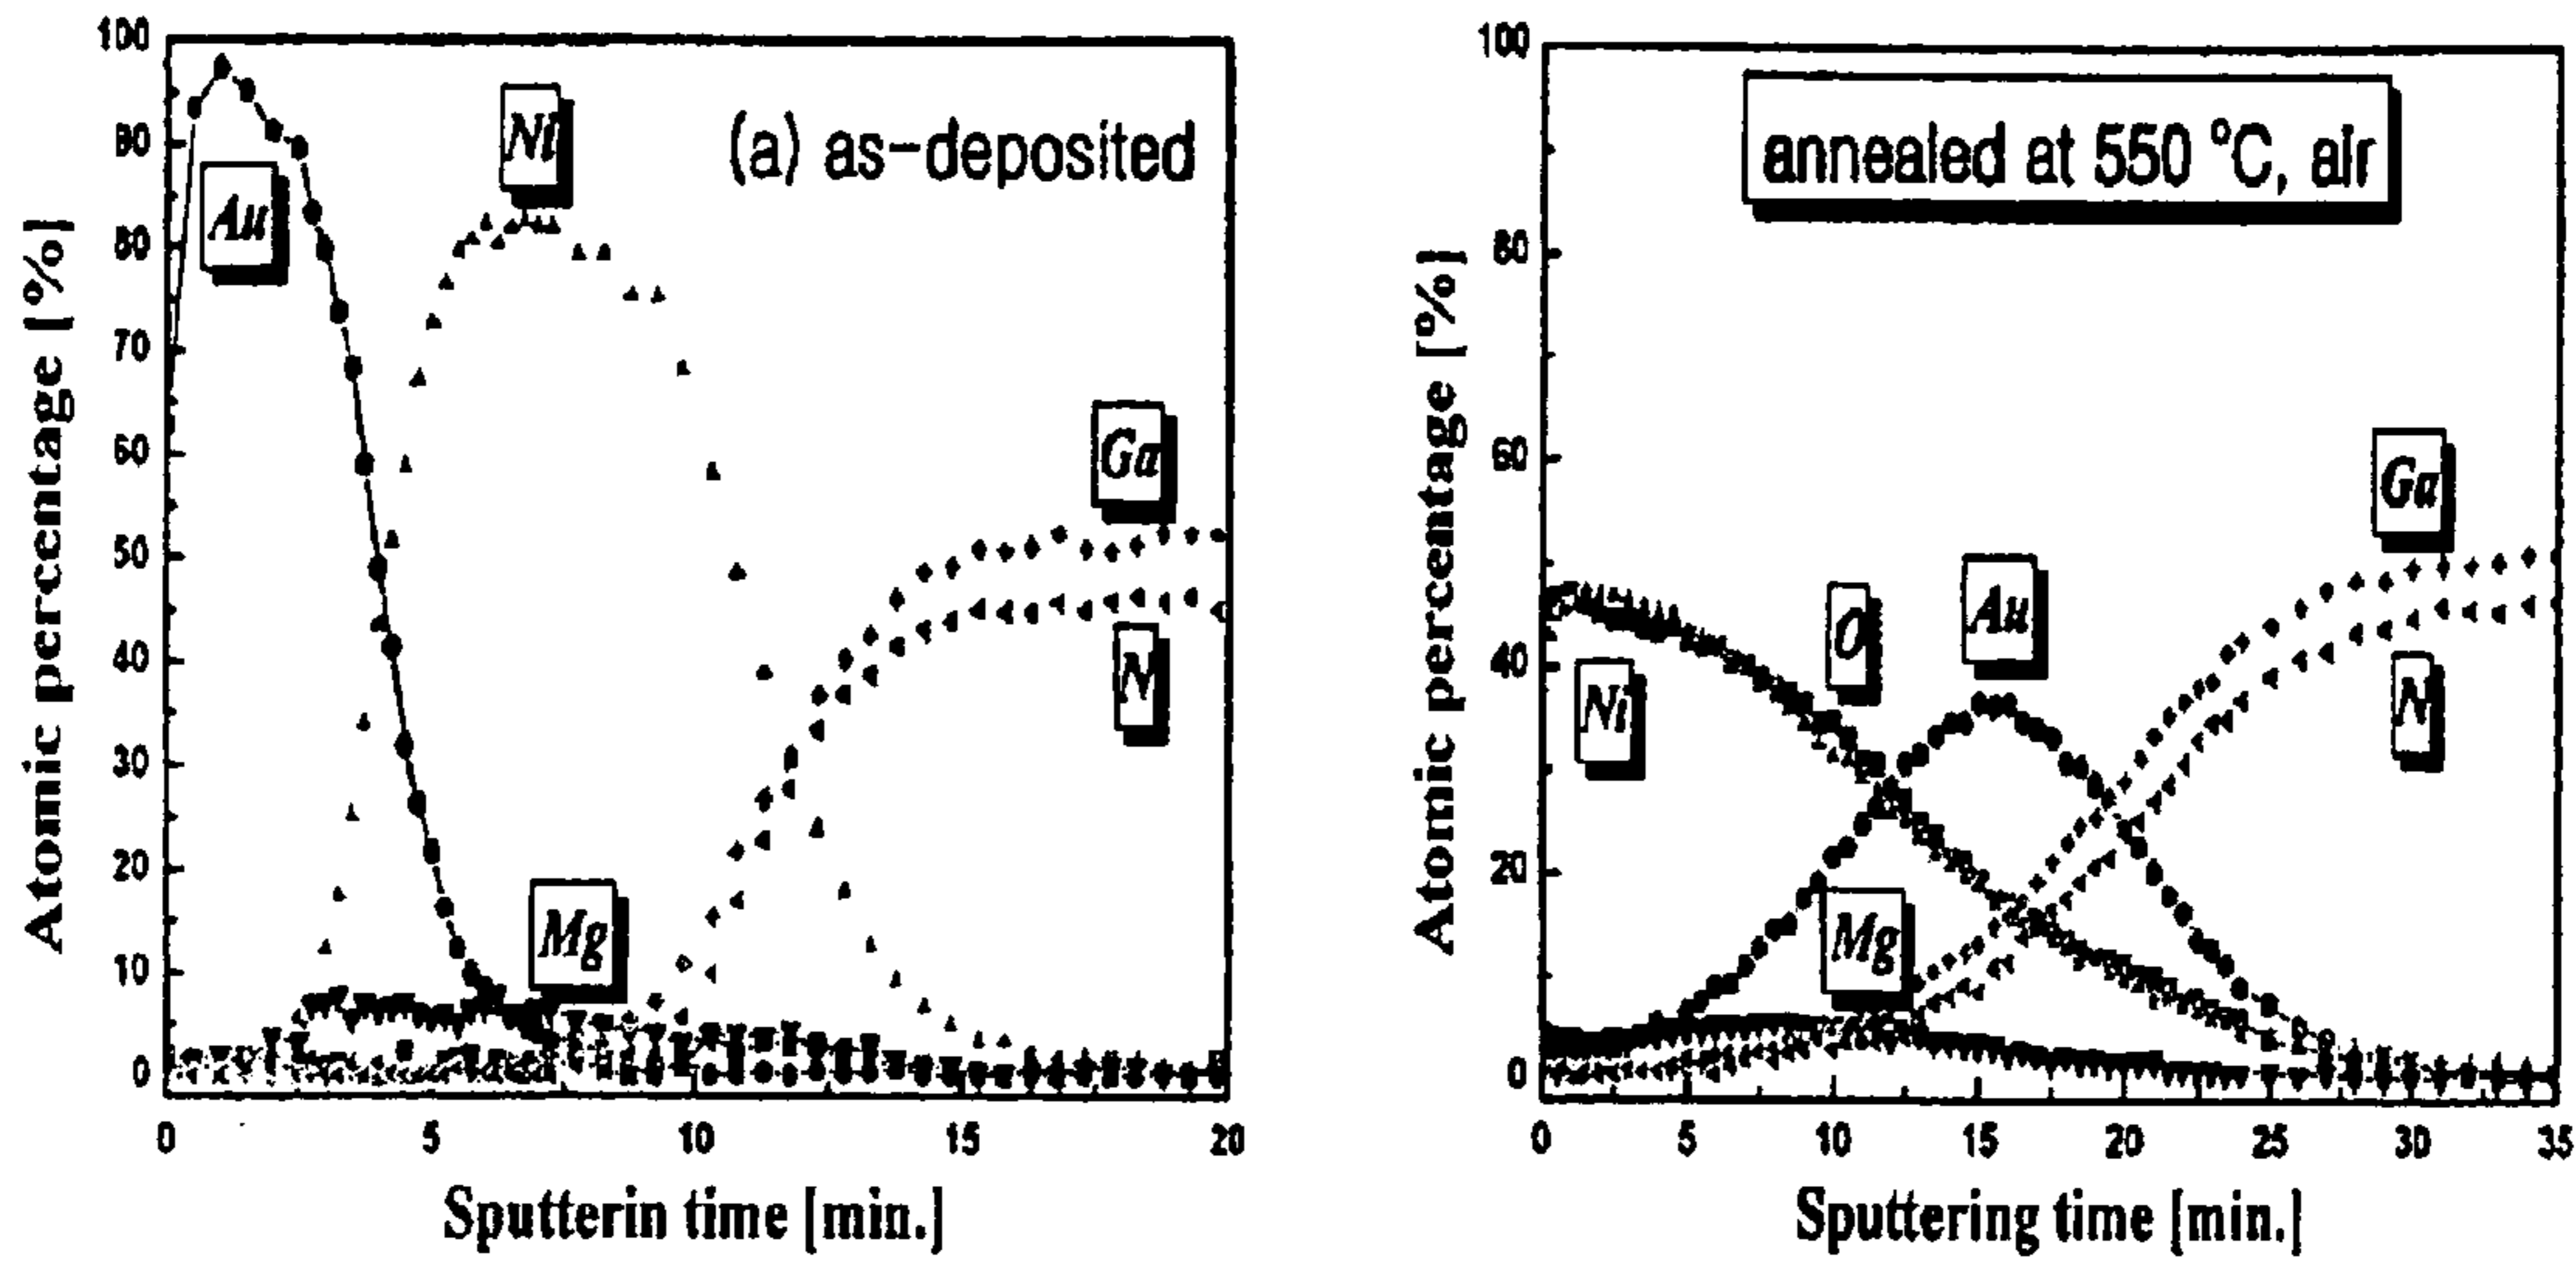 100
90
80
70
60
50
40
30
20
10
0
Atomic percentage [%]
Au
Ni
(a) as-deposited
Ga
N
Mg
0 5 10 15 20
Sputterin time [min.]
100
80
60
40
20
0
Atomic percentage [%]
annealed at 550 °C, air
Ga
Au
O
Ni
N
Mg
0 5 10 15 20 25 30 35
Sputtering time [min.]